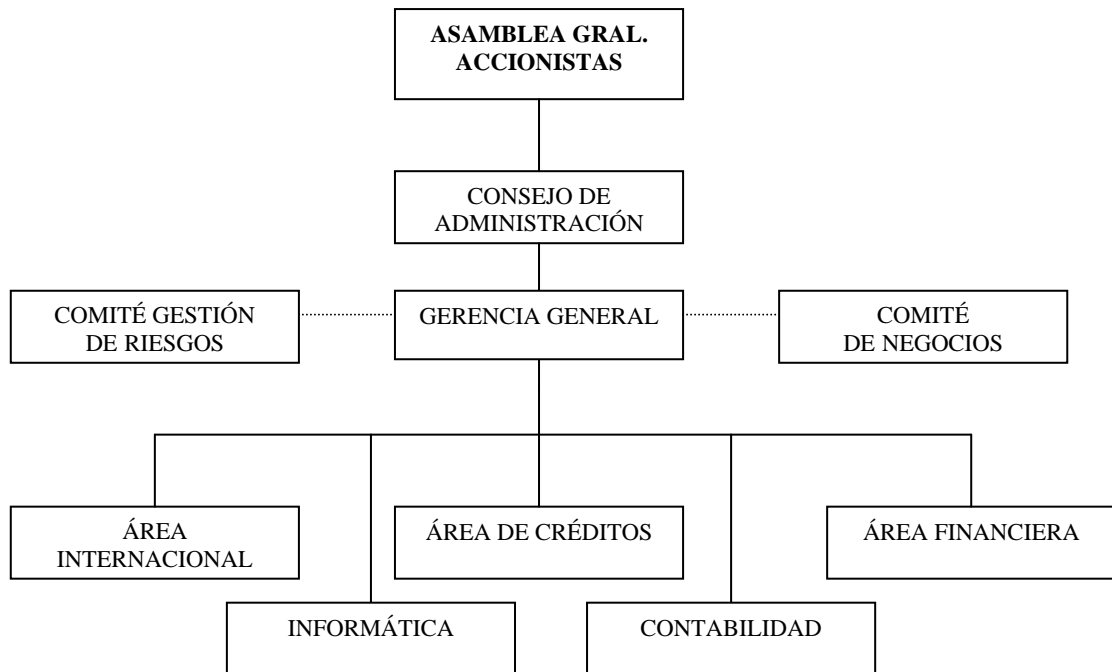 ASAMBLEA GRAL.
ACCIONISTAS
CONSEJO DE
ADMINISTRACIÓN
COMITÉ GESTIÓN
DE RIESGOS
GERENCIA GENERAL
COMITÉ
DE NEGOCIOS
ÁREA
INTERNACIONAL
ÁREA DE CRÉDITOS
ÁREA FINANCIERA
INFORMÁTICA
CONTABILIDAD